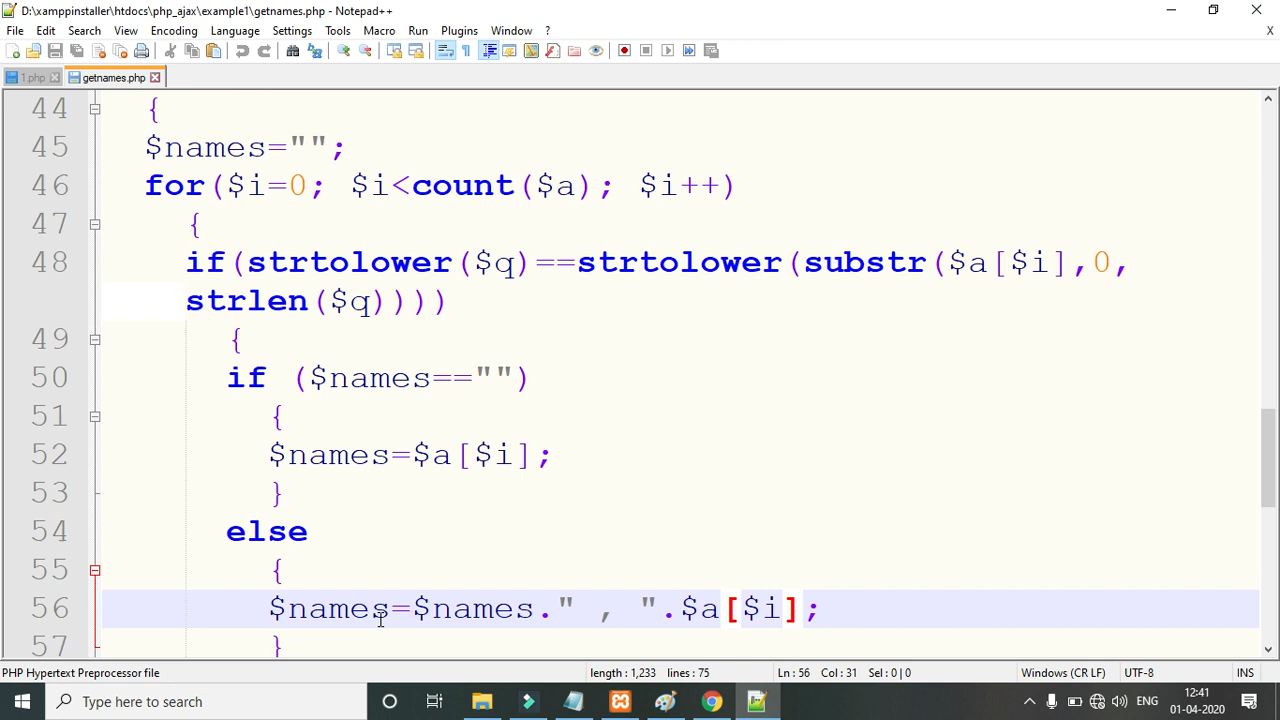 D:\xamppinstaller\htdocs\php_ajax\example1\getnames.php - Notepad++
File Edit Search View Encoding Language Settings Tools Macro Run Plugins Window ? X
1.php getnames.php
44 {
45 $names="";
46 for($i=0; $i<count($a); $i++)
47 {
48 if(strtolower($q)==strtolower(substr($a[$i],0,
strlen($q))))
49 {
50 if ($names=="")
51 {
52 $names=$a[$i];
53 }
54 else
55 {
56 $names=$names." , ".$a[$i];
57 }
PHP Hypertext Preprocessor file length : 1,233 lines : 75 Ln : 56 Col : 31 Sel : 0 | 0 Windows (CR LF) UTF-8 INS
Type here to search ENG 12:41
01-04-2020